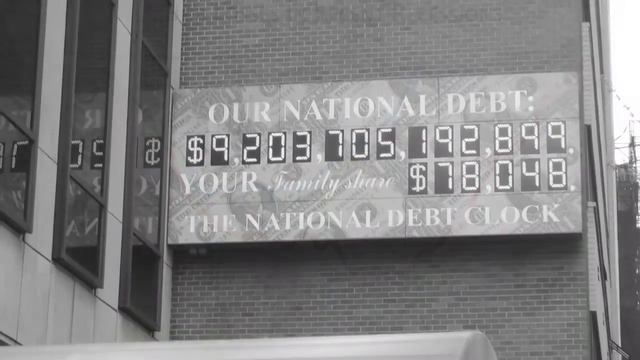 OUR NATIONAL DEBT:
$9,203,705,192,899.
YOUR Family share $78,048.
THE NATIONAL DEBT CLOCK